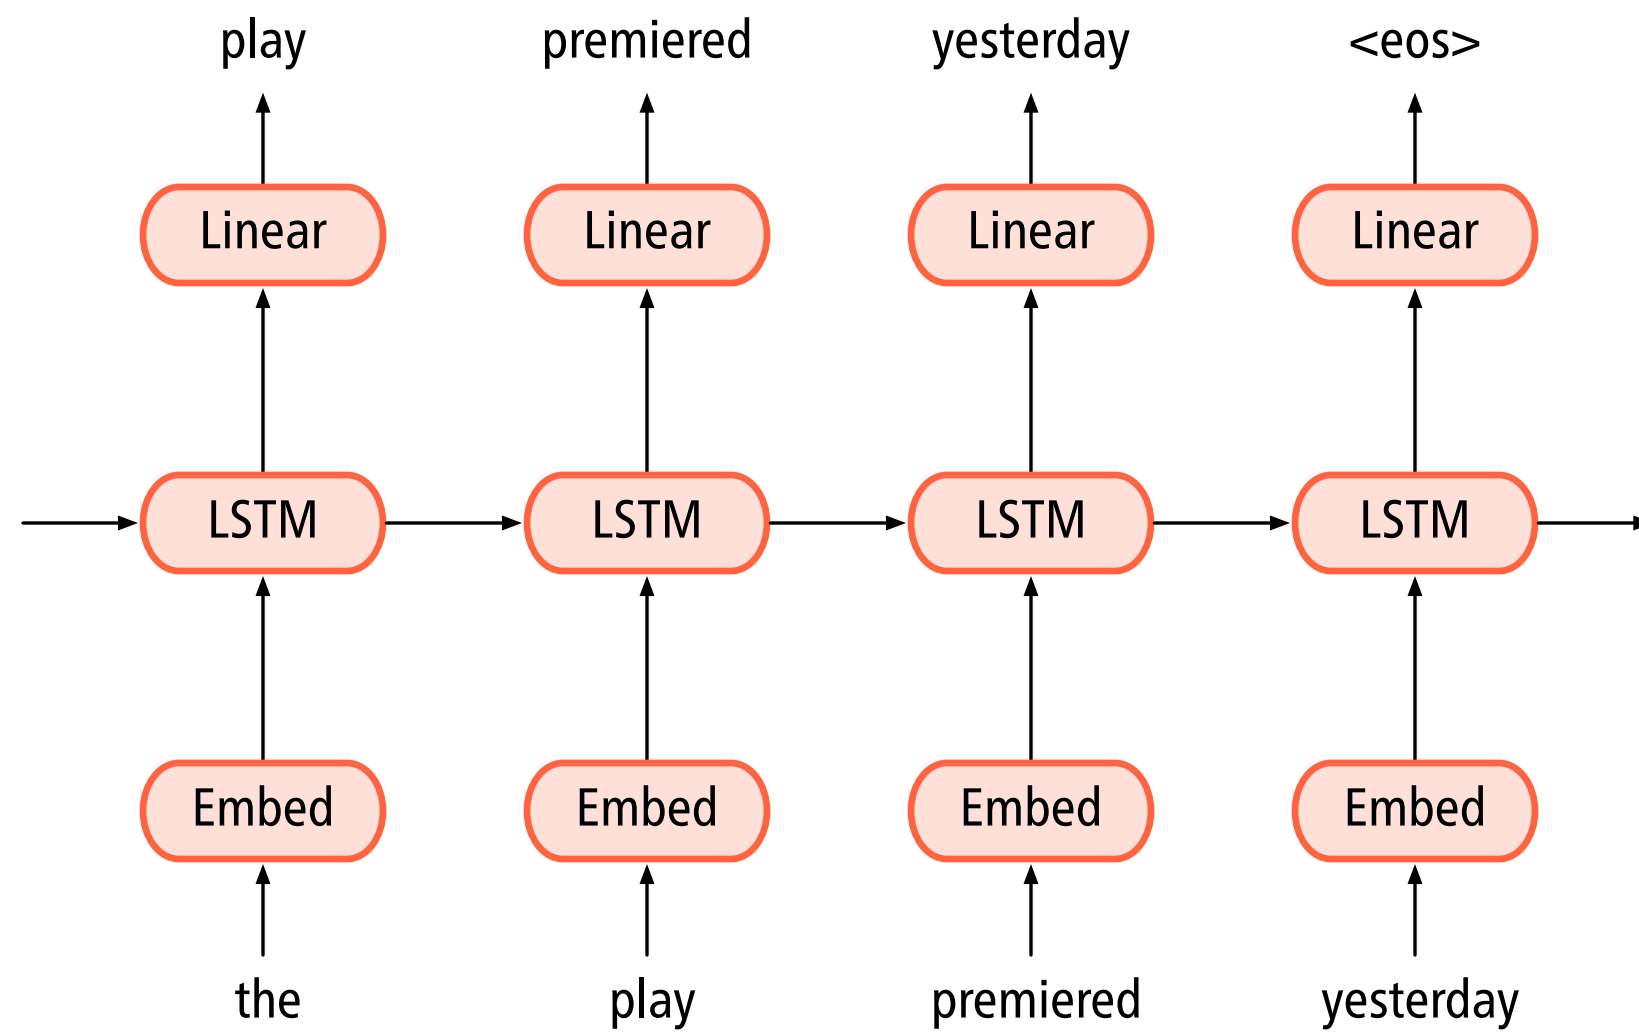 play premiered yesterday <eos>
Linear Linear Linear Linear
LSTM LSTM LSTM LSTM
Embed Embed Embed Embed
the play premiered yesterday